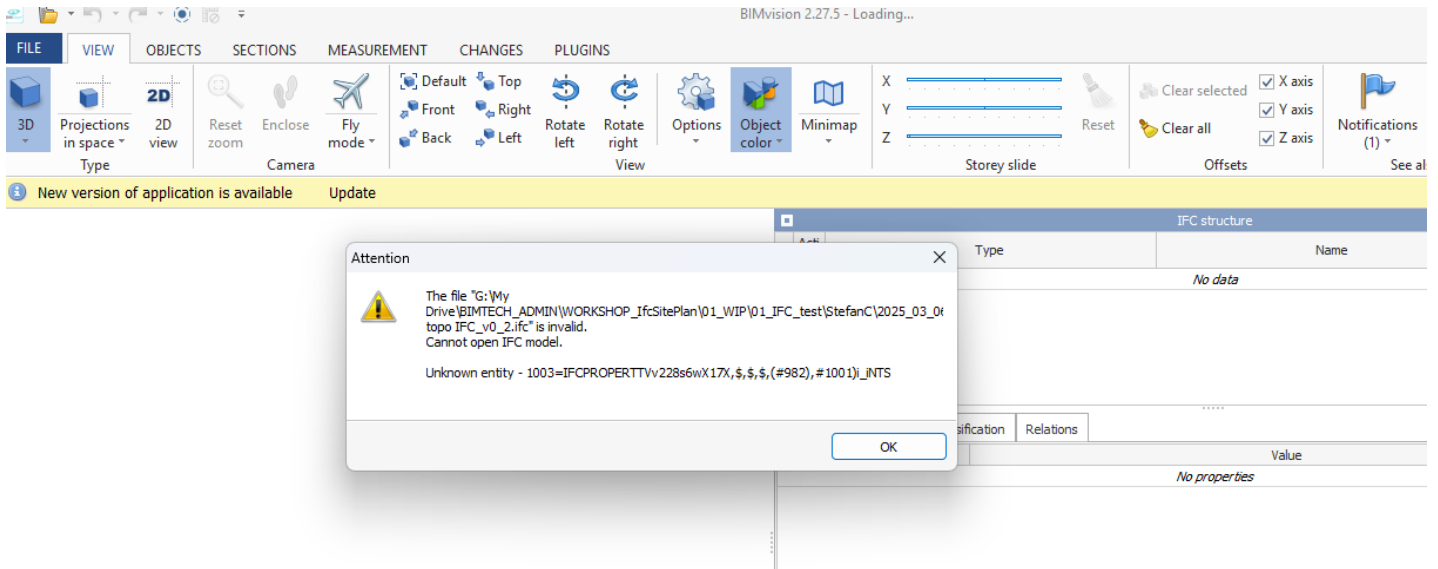 BIMvision 2.27.5 - Loading...
FILE VIEW OBJECTS SECTIONS MEASUREMENT CHANGES PLUGINS
3D
Projections in space
2D
2D view
Type
Reset zoom
Enclose
Fly mode
Camera
Default Top
Front Right
Back Left
Rotate left
Rotate right
View
Options
Object color
Minimap
X
Y
Z
Reset
Storey slide
Clear selected
Clear all
X axis
Y axis
Z axis
Offsets
Notifications
(1)
See al
New version of application is available Update
IFC structure
Acti
Type
Name
No data
Attention
The file "G:\My
Drive\BIMTECH_ADMIN\WORKSHOP_IfcSitePlan\01_WIP\01_IFC_test\StefanC\2025_03_06
topo IFC_v0_2.ifc" is invalid.
Cannot open IFC model.
Unknown entity - 1003=IFCPROPERTTVv228s6wX17X,$,$,$,(#982),#1001)i_iNTS
OK
sification Relations
Value
No properties